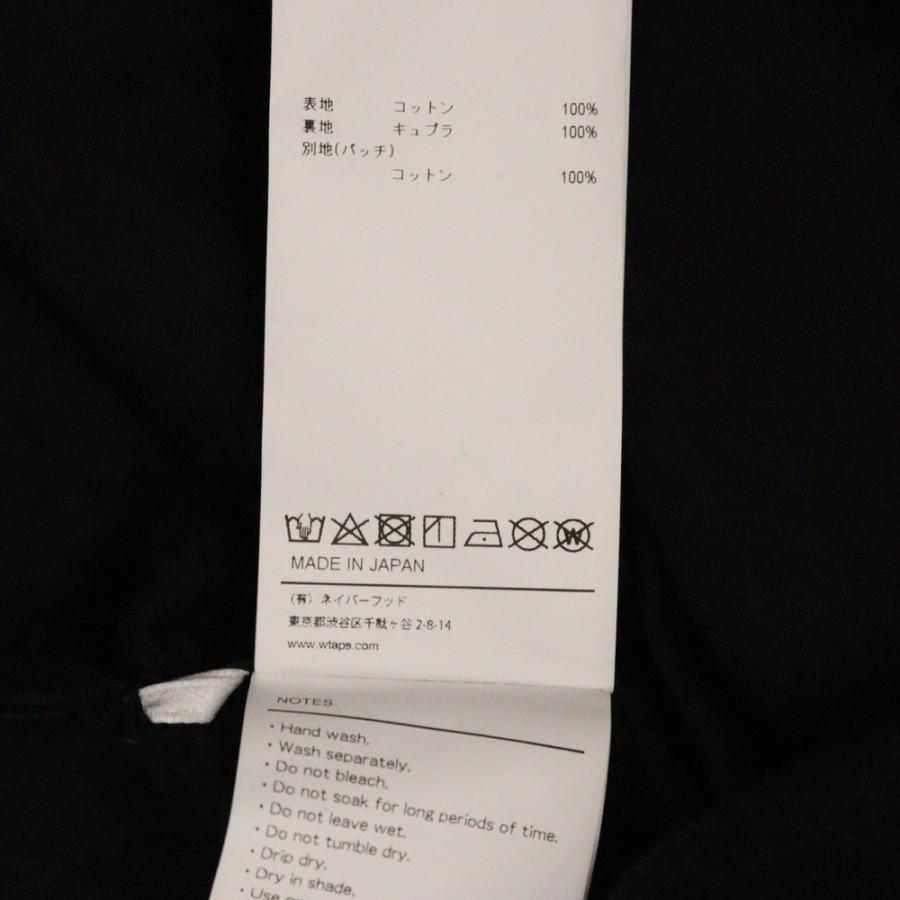 表地 コットン 100%
裏地 キュプラ 100%
別地(パッチ)
コットン 100%
MADE IN JAPAN
(有) ネイバーフッド
東京都渋谷区千駄ヶ谷 2-8-14
www.wtaps.com
NOTES.
・Hand wash.
・Wash separately.
・Do not bleach.
・Do not soak for long periods of time.
・Do not leave wet.
・Do not tumble dry.
・Drip dry.
・Dry in shade.
・Use